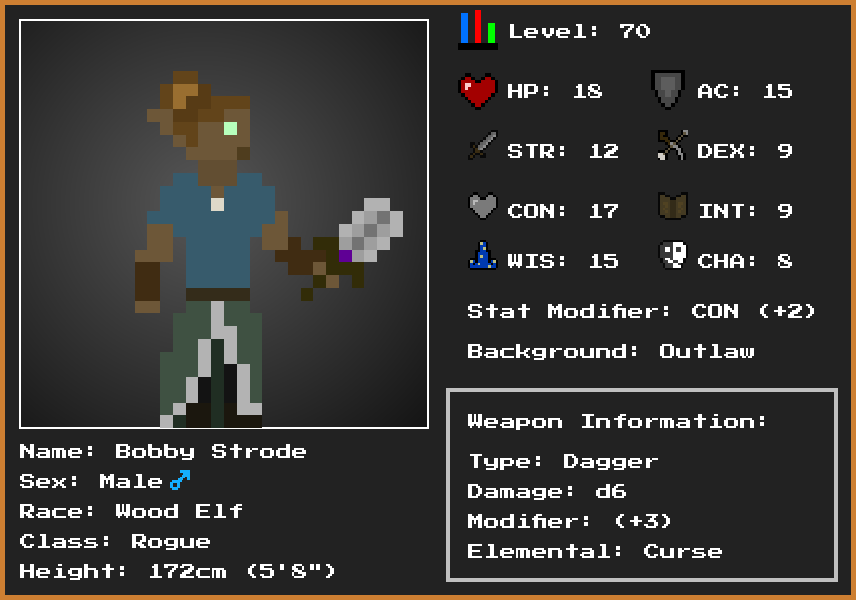 Level: 70
HP: 18
AC: 15
STR: 12
DEX: 9
CON: 17
INT: 9
WIS: 15
CHA: 8
Stat Modifier: CON (+2)
Background: Outlaw
Weapon Information:
Type: Dagger
Damage: d6
Modifier: (+3)
Elemental: Curse
Name: Bobby Strode
Sex: Male ♂
Race: Wood Elf
Class: Rogue
Height: 172cm (5'8")